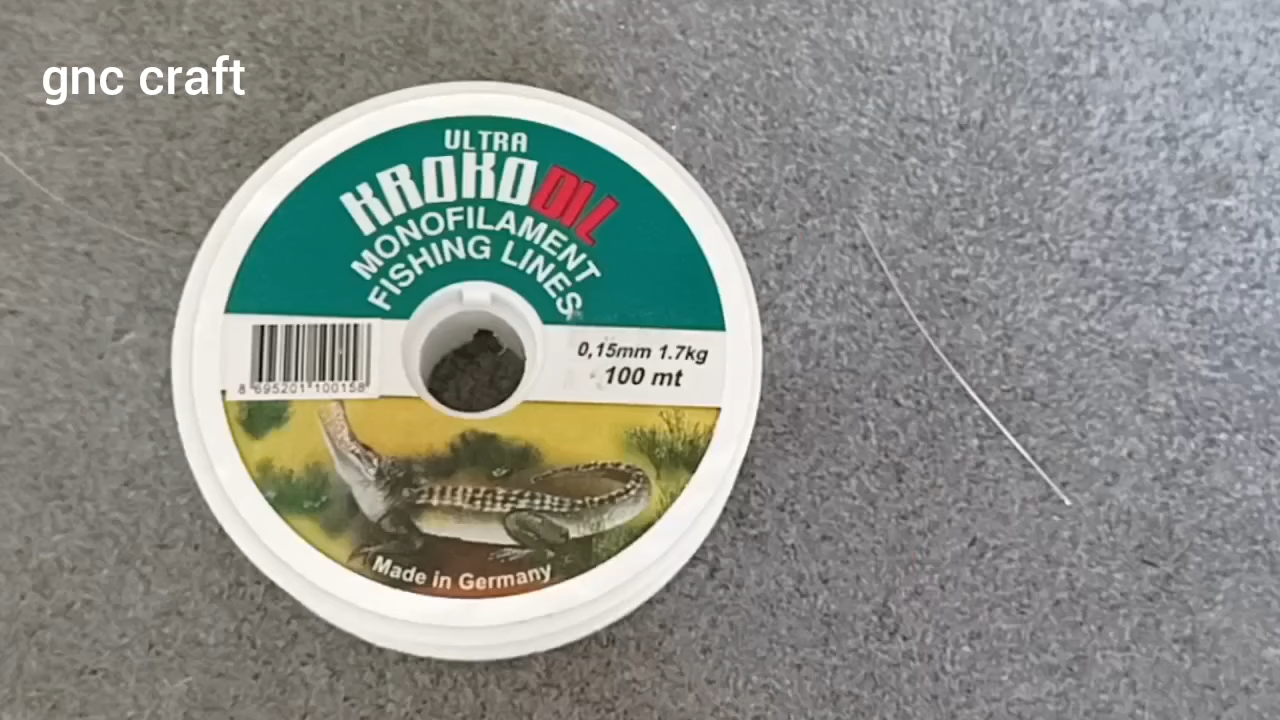 gnc craft
ULTRA
KROKODIL
MONOFILAMENT
FISHING LINES
0,15mm 1.7kg
100 mt
8 695201 100158
Made in Germany